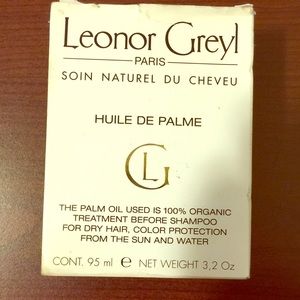 Leonor Greyl
PARIS
SOIN NATUREL DU CHEVEU
HUILE DE PALME
LG
THE PALM OIL USED IS 100% ORGANIC
TREATMENT BEFORE SHAMPOO
FOR DRY HAIR, COLOR PROTECTION
FROM THE SUN AND WATER
CONT. 95 ml e NET WEIGHT 3,2 Oz